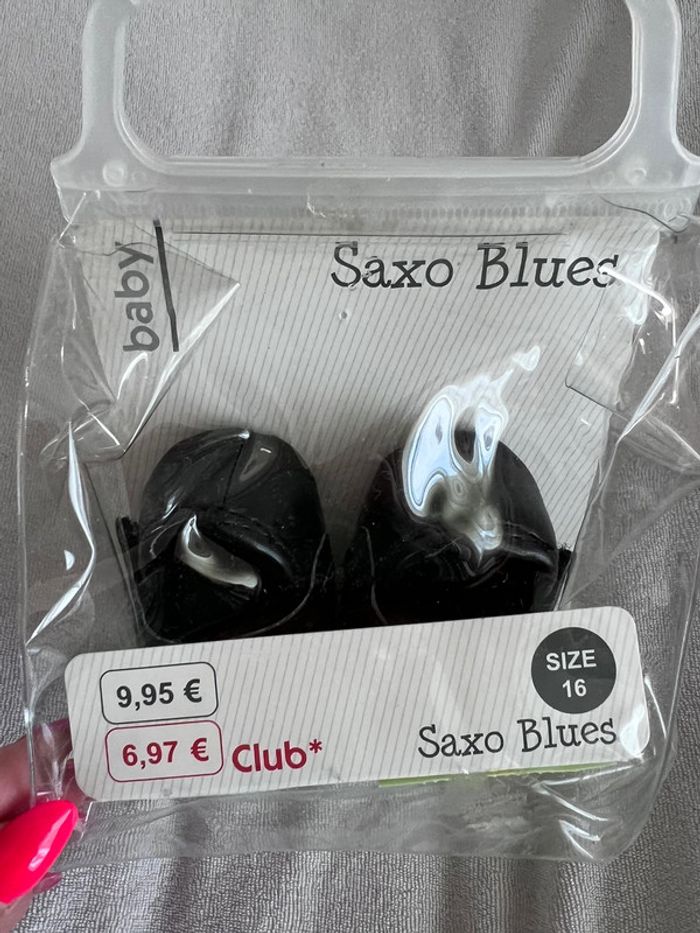 baby
Saxo Blues
9,95 €
6,97 € Club*
SIZE
16
Saxo Blues